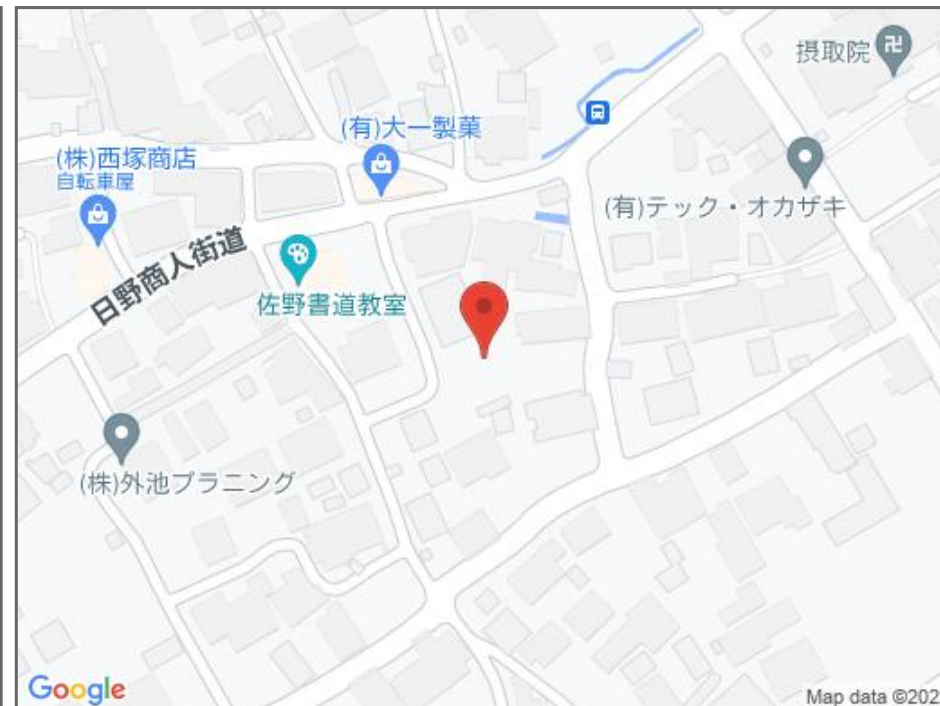 摂取院
(有)大一製菓
(株)西塚商店
自転車屋
(有)テック・オカザキ
日野商人街道
佐野書道教室
(株)外池プラニング
Google
Map data ©202